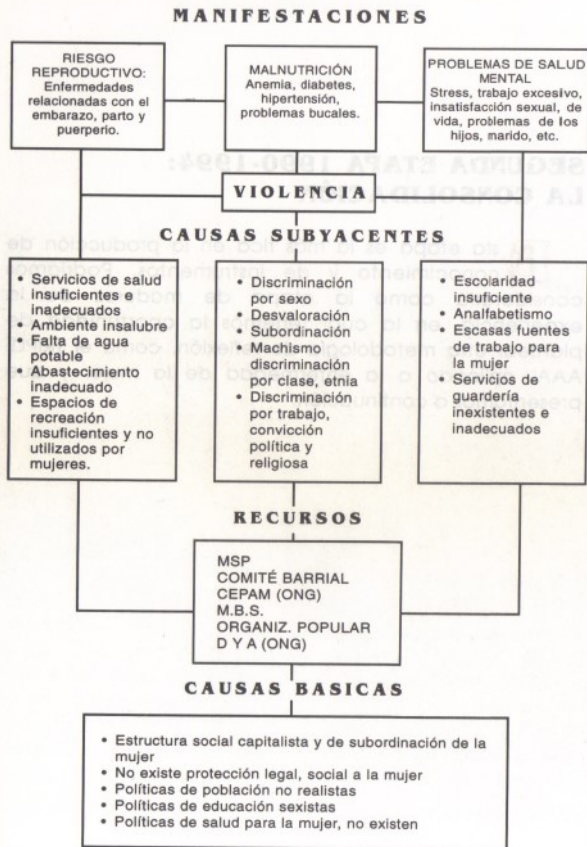 MANIFESTACIONES
RIESGO
REPRODUCTIVO:
Enfermedades
relacionadas con el
embarazo, parto y
puerperio.
MALNUTRICIÓN
Anemia, diabetes,
hipertensión,
problemas bucales.
PROBLEMAS DE SALUD
MENTAL
Stress, trabajo excesivo,
insatisfacción sexual, de
vida, problemas de los
hijos, marido, etc.
VIOLENCIA
CAUSAS SUBYACENTES
• Servicios de salud
insuficientes e
inadecuados
• Ambiente insalubre
• Falta de agua
potable
• Abastecimiento
inadecuado
• Espacios de
recreación
insuficientes y no
utilizados por
mujeres.
• Discriminación
por sexo
• Desvaloración
• Subordinación
• Machismo
discriminación
por clase, etnia
• Discriminación
por trabajo,
convicción
política y
religiosa
• Escolaridad
insuficiente
• Analfabetismo
• Escasas fuentes
de trabajo para
la mujer
• Servicios de
guardería
inexistentes e
inadecuados
RECURSOS
MSP
COMITÉ BARRIAL
CEPAM (ONG)
M.B.S.
ORGANIZ. POPULAR
D Y A (ONG)
CAUSAS BASICAS
• Estructura social capitalista y de subordinación de la
mujer
• No existe protección legal, social a la mujer
• Políticas de población no realistas
• Políticas de educación sexistas
• Políticas de salud para la mujer, no existen
SEGUNDA ETAPA 1990-1994:
LA CONSOLIDACIÓN